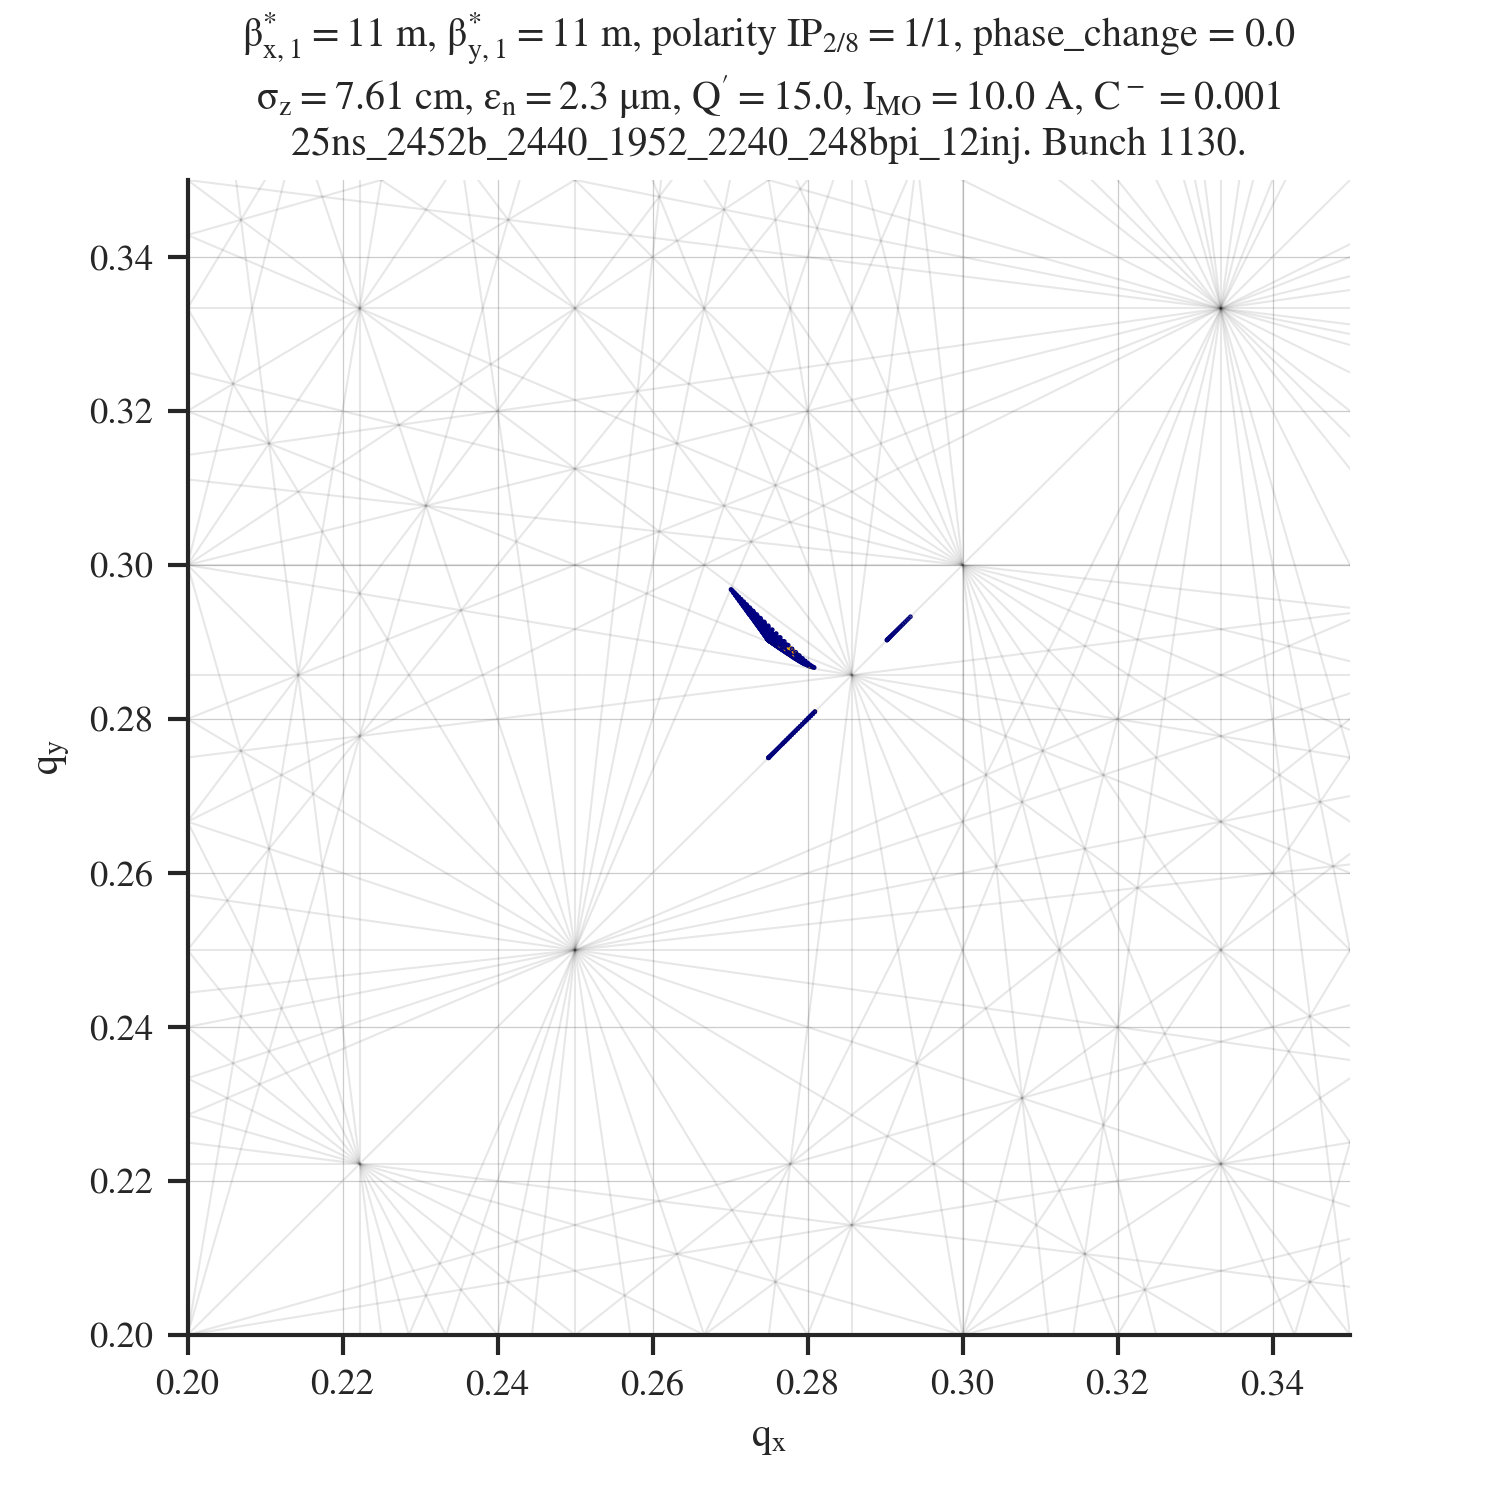 β*x, 1 = 11 m, β*y, 1 = 11 m, polarity IP2/8 = 1/1, phase_change = 0.0
σz = 7.61 cm, εn = 2.3 μm, Q′ = 15.0, IMO = 10.0 A, C− = 0.001
25ns_2452b_2440_1952_2240_248bpi_12inj. Bunch 1130.
0.34
0.32
0.30
0.28
0.26
0.24
0.22
0.20
qy
0.20 0.22 0.24 0.26 0.28 0.30 0.32 0.34
qx